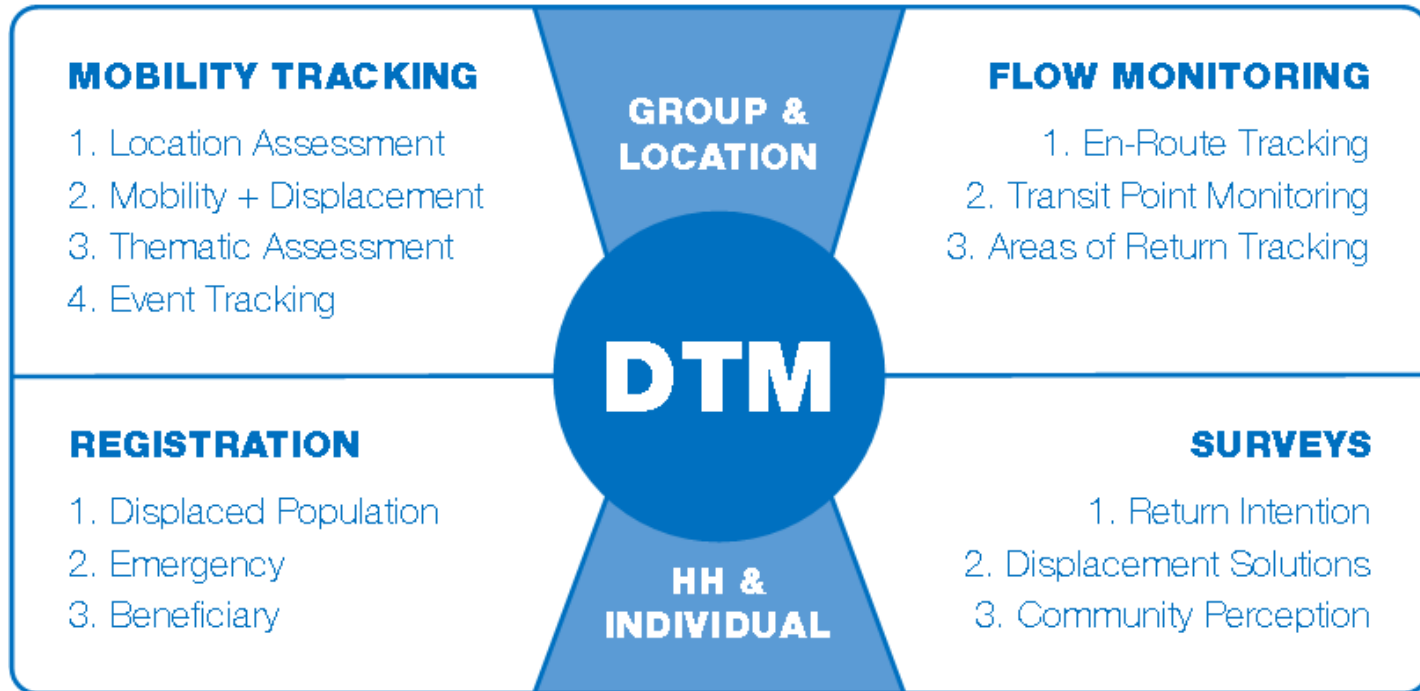 MOBILITY TRACKING
1. Location Assessment
2. Mobility + Displacement
3. Thematic Assessment
4. Event Tracking
GROUP &
LOCATION
FLOW MONITORING
1. En-Route Tracking
2. Transit Point Monitoring
3. Areas of Return Tracking
DTM
REGISTRATION
1. Displaced Population
2. Emergency
3. Beneficiary
HH &
INDIVIDUAL
SURVEYS
1. Return Intention
2. Displacement Solutions
3. Community Perception